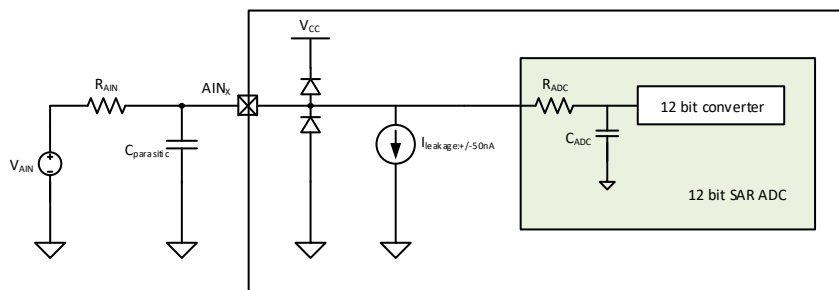 V_CC
R_AIN
AIN_X
R_ADC
12 bit converter
C_parasitic
I_leakage:+/-50nA
C_ADC
V_AIN
+
-
12 bit SAR ADC